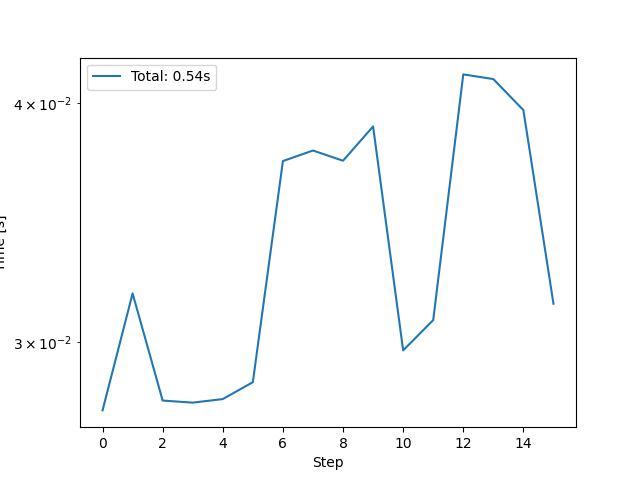 Total: 0.54s
4 × 10⁻²
3 × 10⁻²
Time [s]
0 2 4 6 8 10 12 14
Step